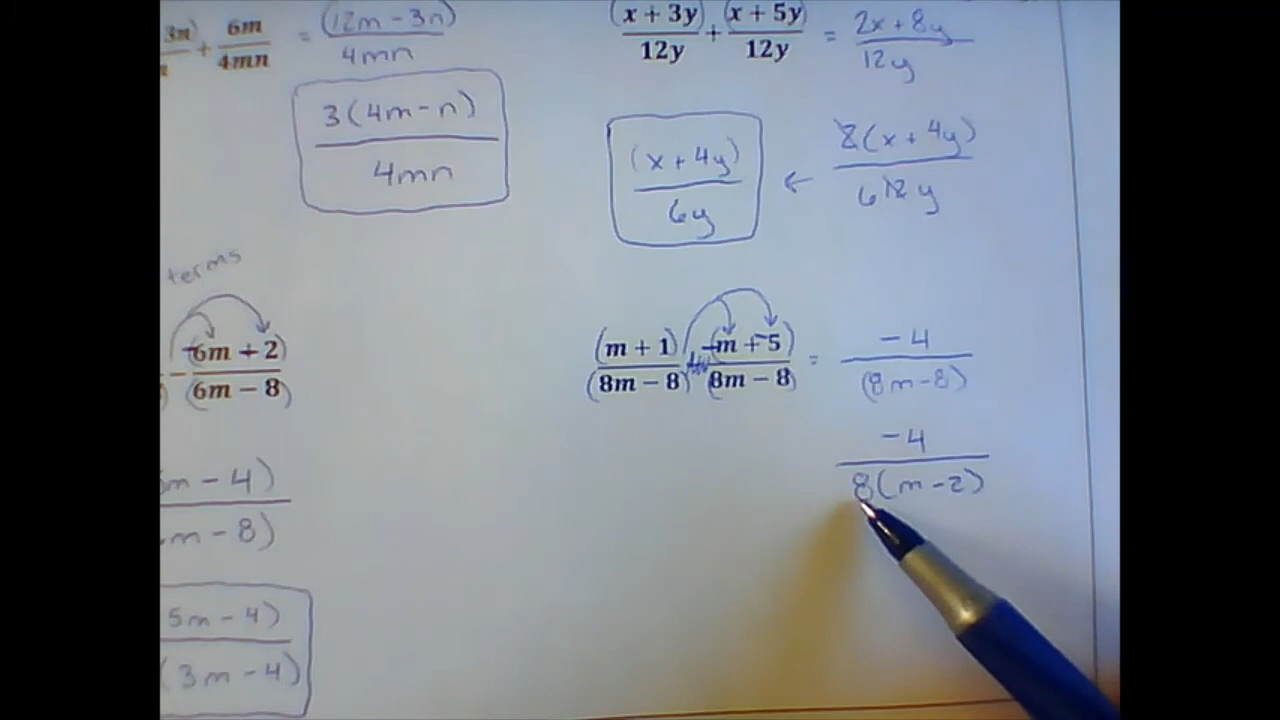 3n) / + 6m / 4mn = (12m - 3n) / 4mn
3(4m - n) / 4mn
(x + 3y) / 12y + (x + 5y) / 12y = 2x + 8y / 12y
2(x + 4y) / 6 12y
← (x + 4y) / 6y
terms
- -6m + 2) / (6m - 8)
m - 4) / m - 8)
5m - 4) / (3m - 4)
(m + 1) / (8m - 8) (-m + -5) / (8m - 8) = -4 / (8m - 8)
-4 / 8(m - 2)